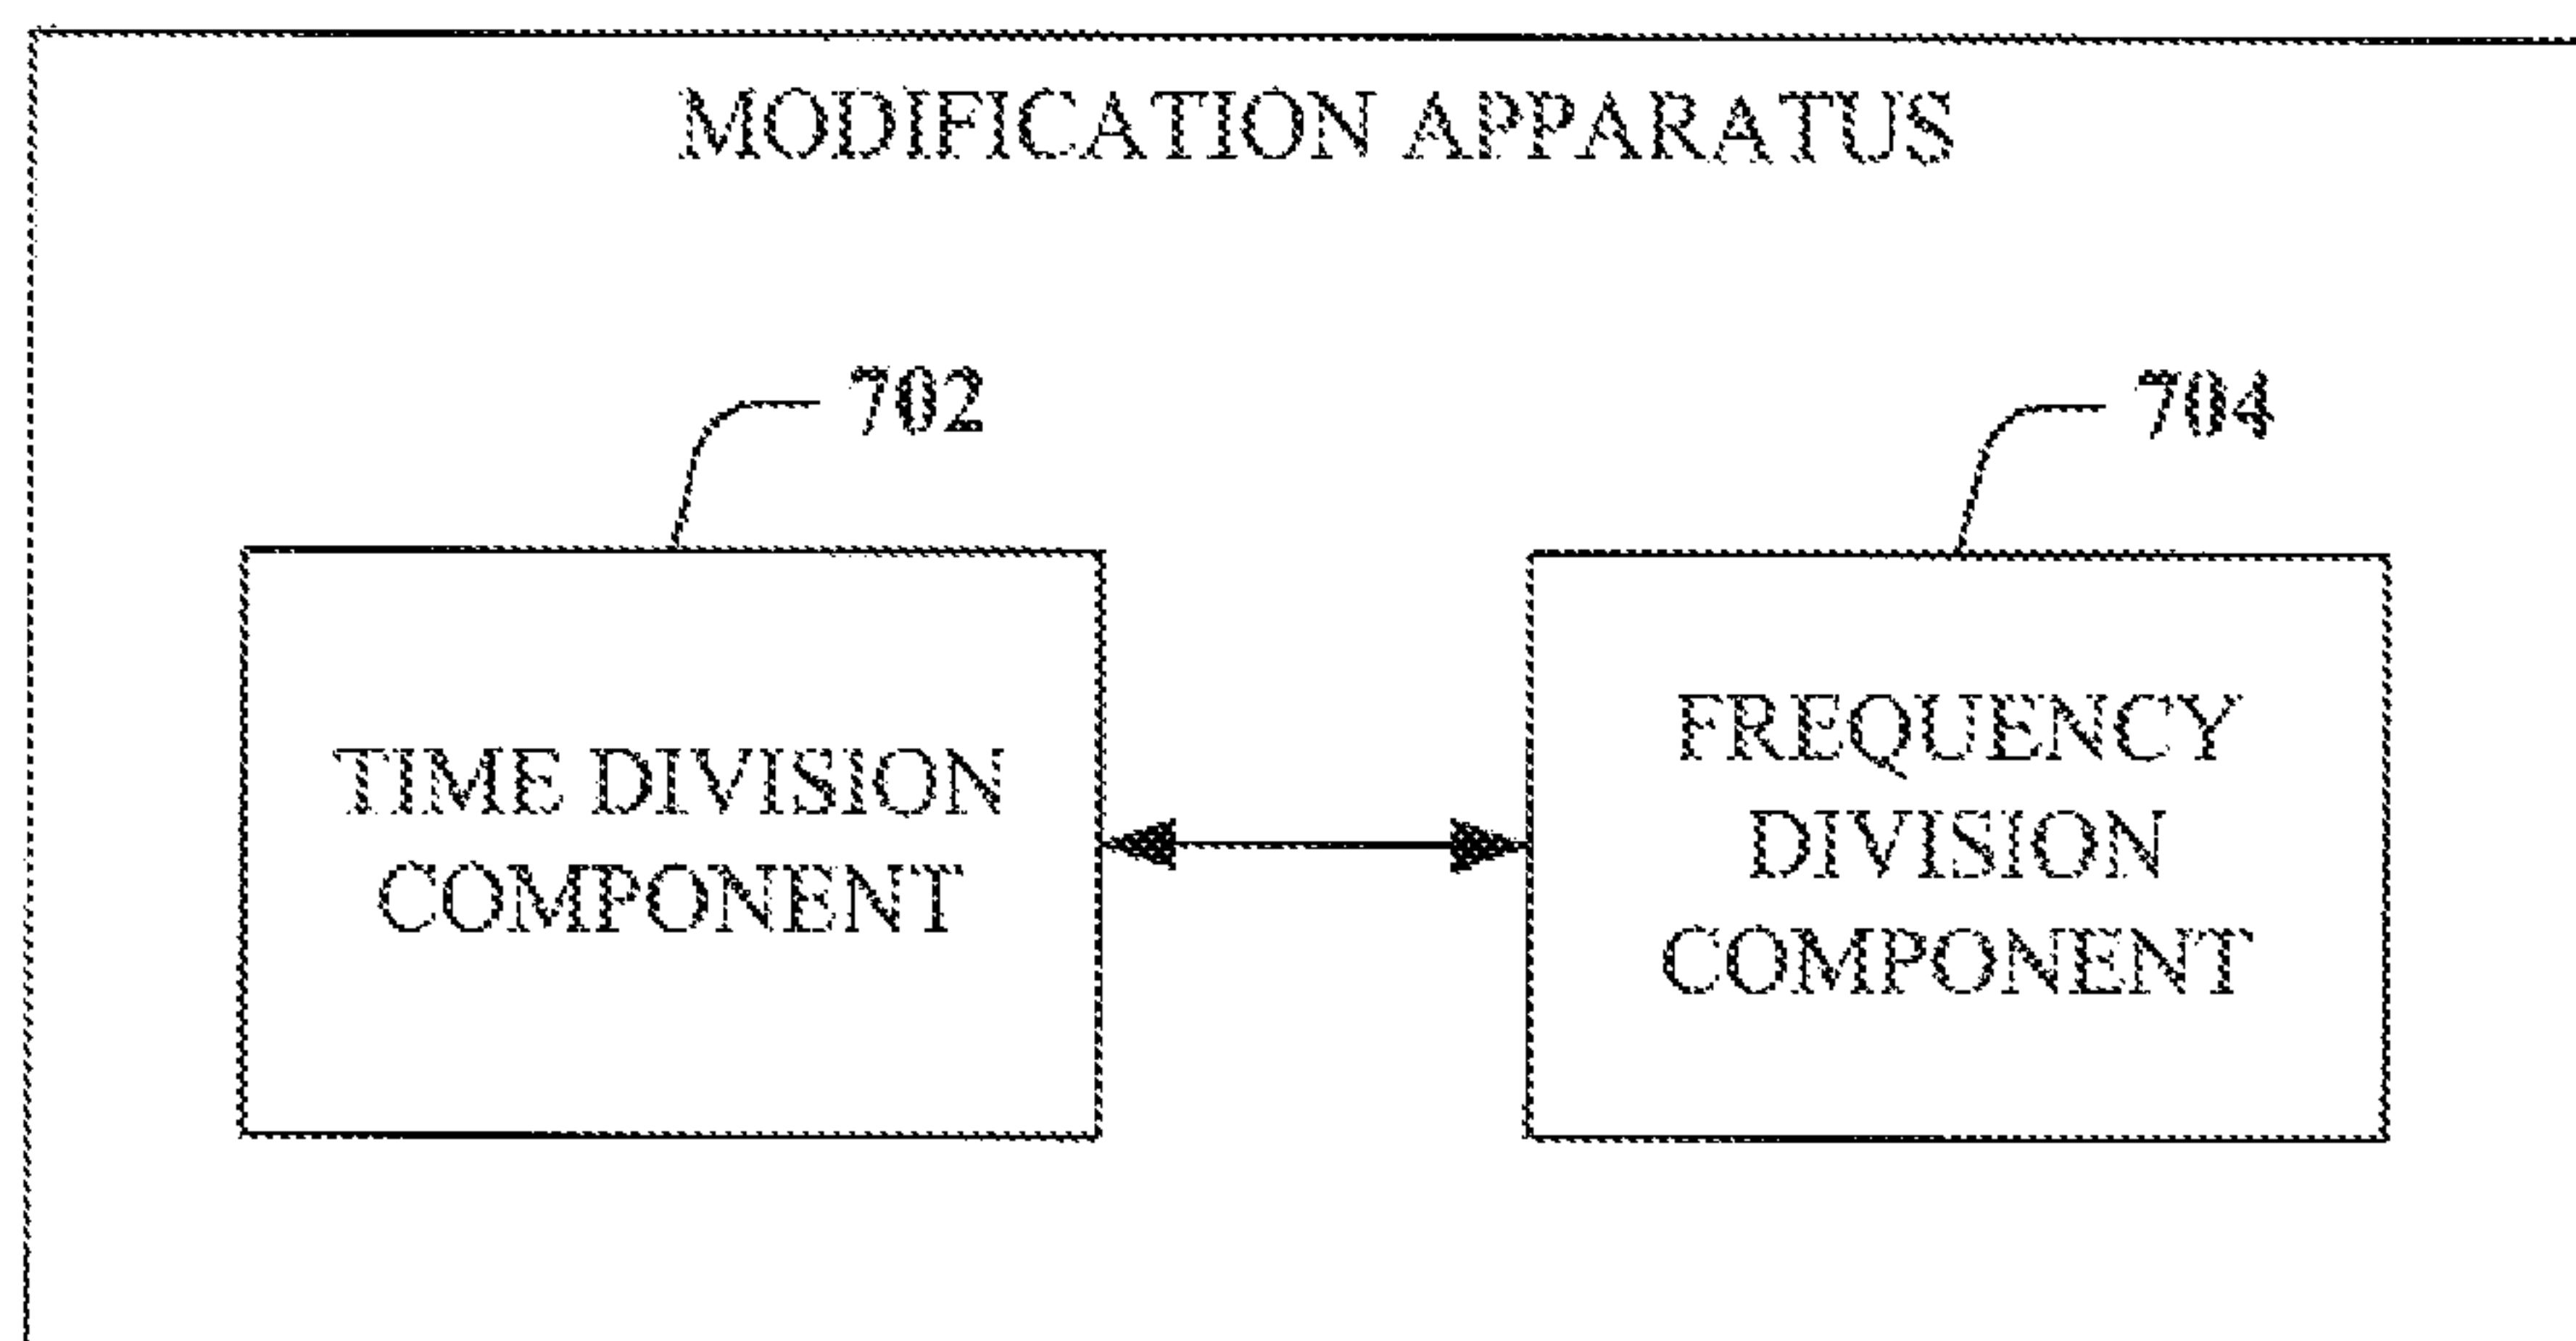 MODIFICATION APPARATUS
702
704
TIME DIVISION
COMPONENT
FREQUENCY
DIVISION
COMPONENT